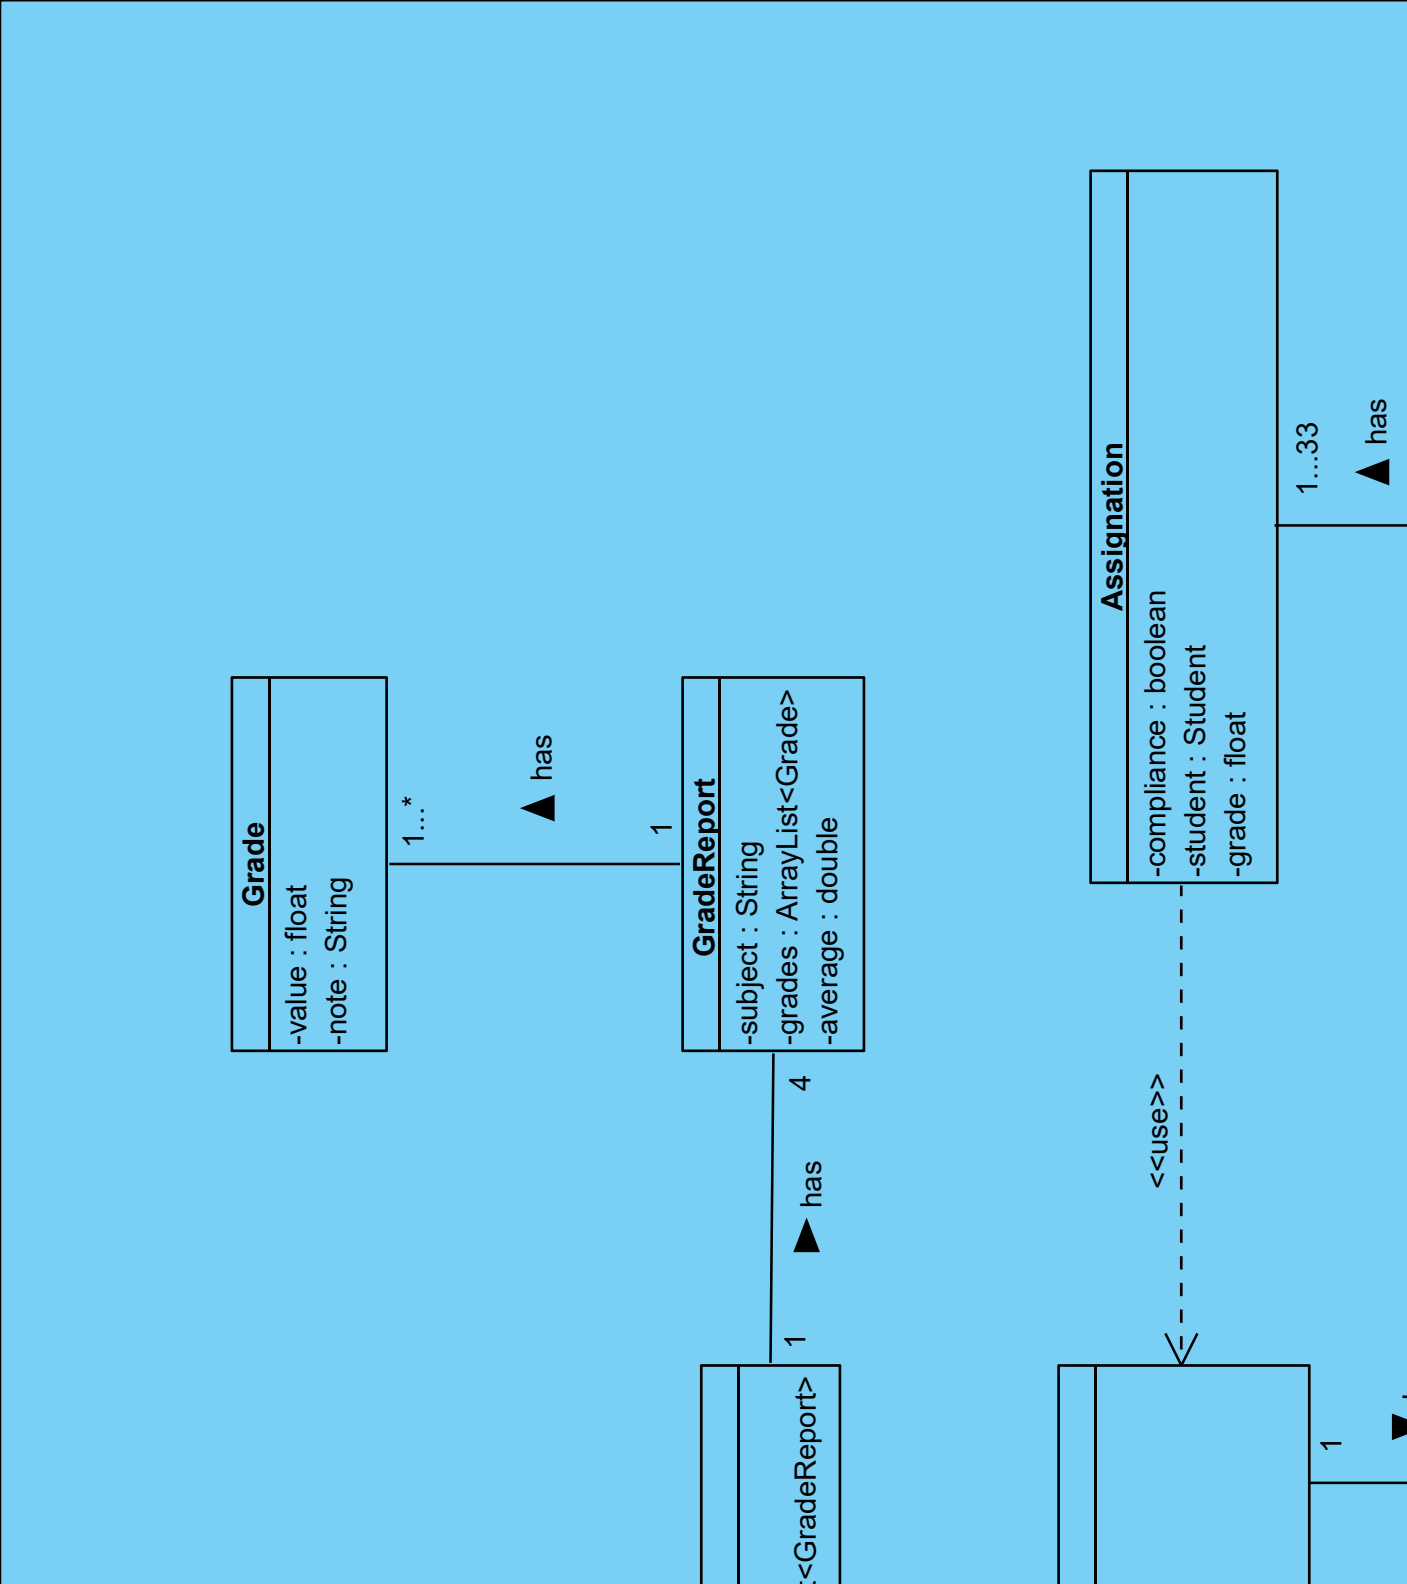 Grade
-value : float
-note : String
1...*
has
1
GradeReport
-subject : String
-grades : ArrayList<Grade>
-average : double
4
has
1
<GradeReport>
Assignation
-compliance : boolean
-student : Student
-grade : float
1...33
has
<<use>>
1